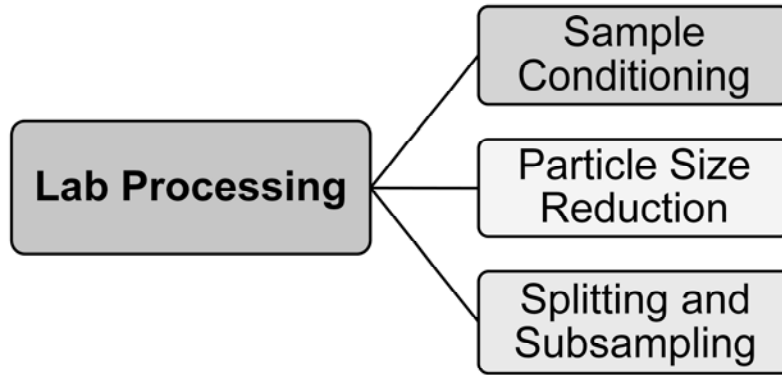 Lab Processing
Sample
Conditioning
Particle Size
Reduction
Splitting and
Subsampling